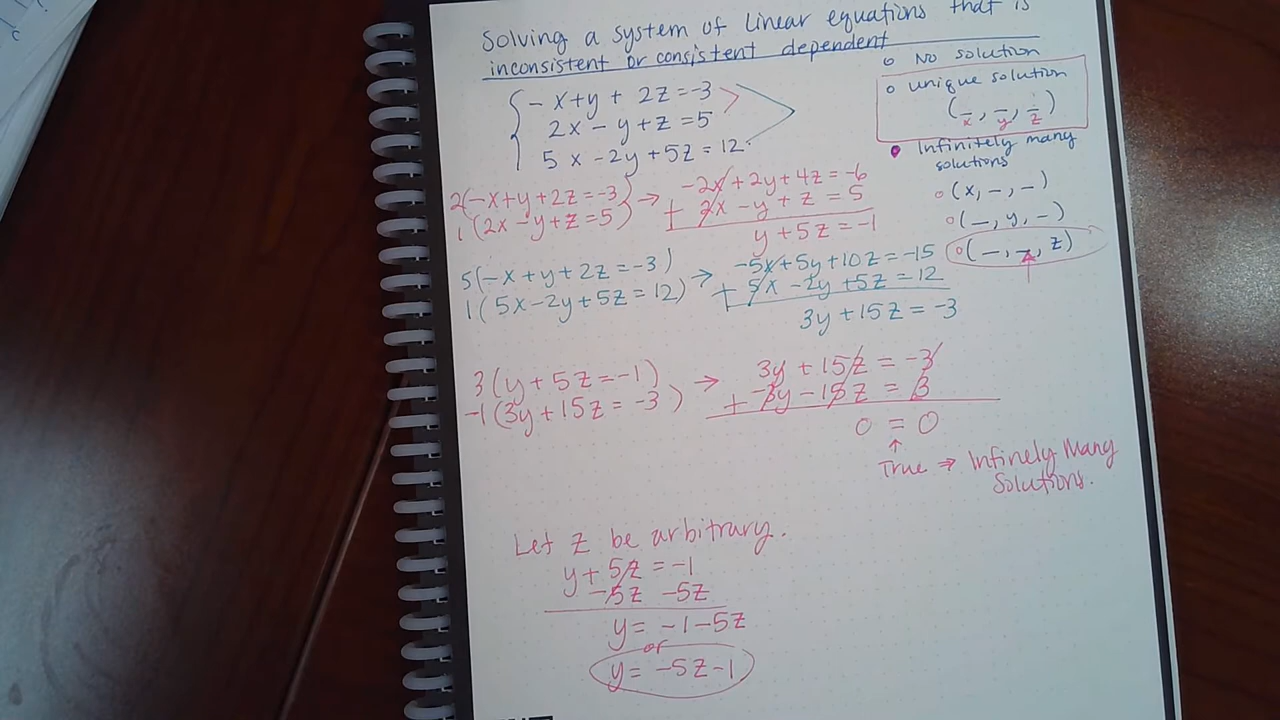 Solving a system of linear equations that is
inconsistent or consistent dependent
{ -x+y + 2z = -3
2x - y + z = 5
5x - 2y + 5z = 12
o No solution
o unique solution
(_, _, _)
x y z
• Infinitely many
solutions
o (x, -, -)
o (-, y, -)
o (-, -, z)
2(-x+y+2z=-3) → -2x+2y+4z=-6
1(2x-y+z=5) + 2x-y+z=5
y+5z=-1
5(-x+y+2z=-3) → -5x+5y+10z=-15
1(5x-2y+5z=12) + 5x-2y+5z=12
3y+15z=-3
3(y+5z=-1) → 3y+15z=-3
-1(3y+15z=-3) + -3y-15z=3
0 = 0
↑
True ⇒ Infinely Many
Solutions.
Let z be arbitrary.
y+5z=-1
-5z -5z
y = -1-5z
or
y = -5z-1